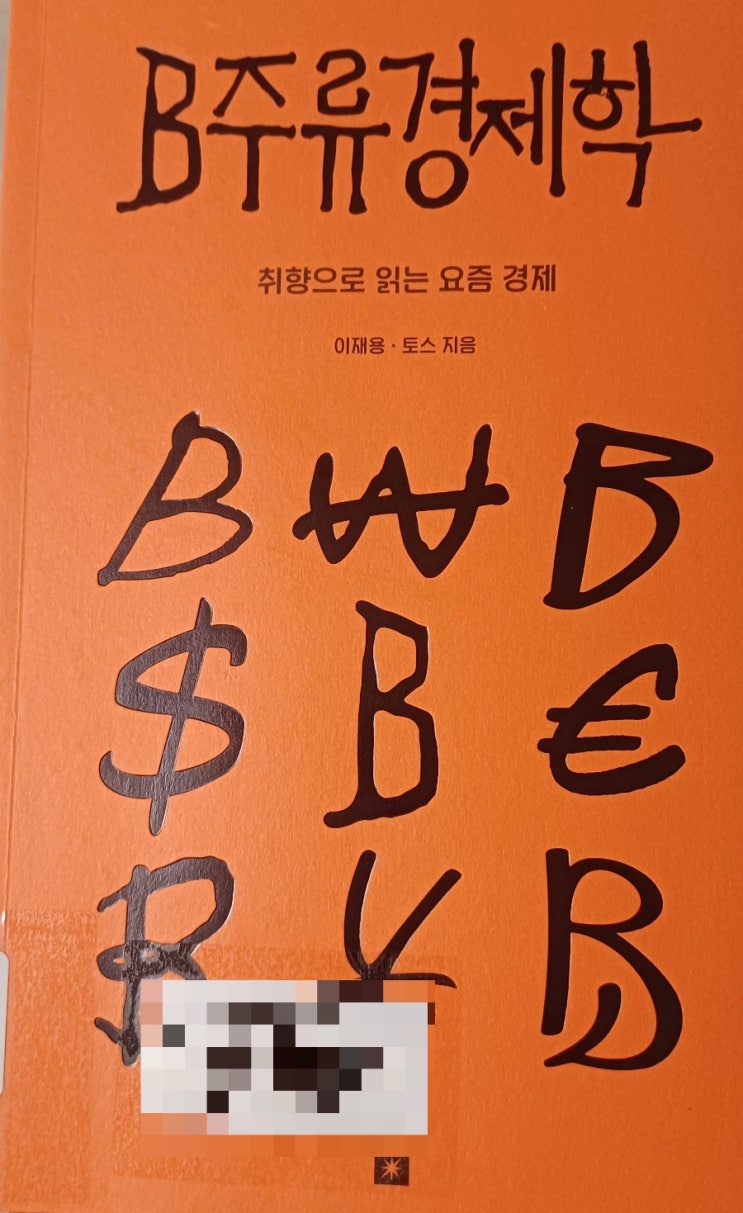 B주류경제학
취향으로 읽는 요즘 경제
이재용 · 토스 지음
B ₩ B
$ B €
B ¥ B